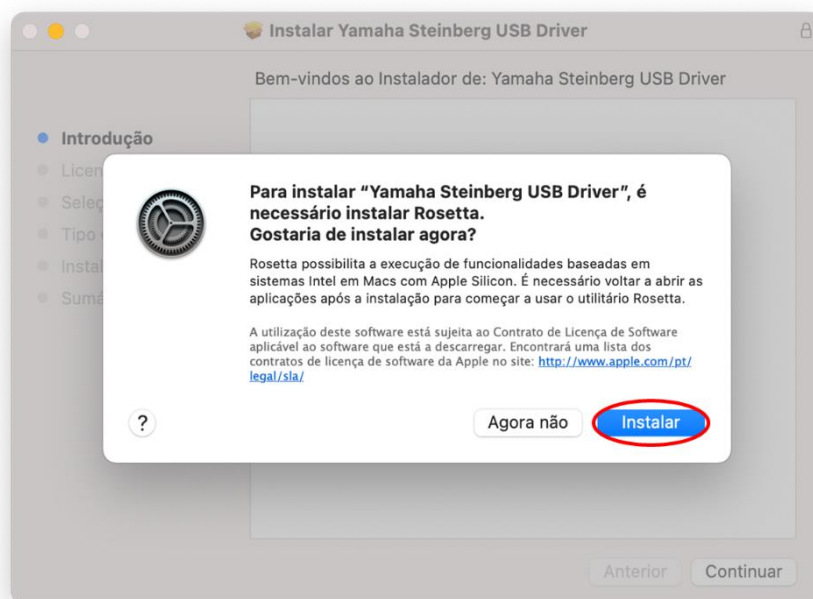 Instalar Yamaha Steinberg USB Driver
Bem-vindos ao Instalador de: Yamaha Steinberg USB Driver
Introdução
Para instalar “Yamaha Steinberg USB Driver”, é
necessário instalar Rosetta.
Gostaria de instalar agora?
Rosetta possibilita a execução de funcionalidades baseadas em
sistemas Intel em Macs com Apple Silicon. É necessário voltar a abrir as
aplicações após a instalação para começar a usar o utilitário Rosetta.
A utilização deste software está sujeita ao Contrato de Licença de Software
aplicável ao software que está a descarregar. Encontrará uma lista dos
contratos de licença de software da Apple no site: http://www.apple.com/pt/
legal/sla/
?
Agora não
Instalar
Anterior
Continuar